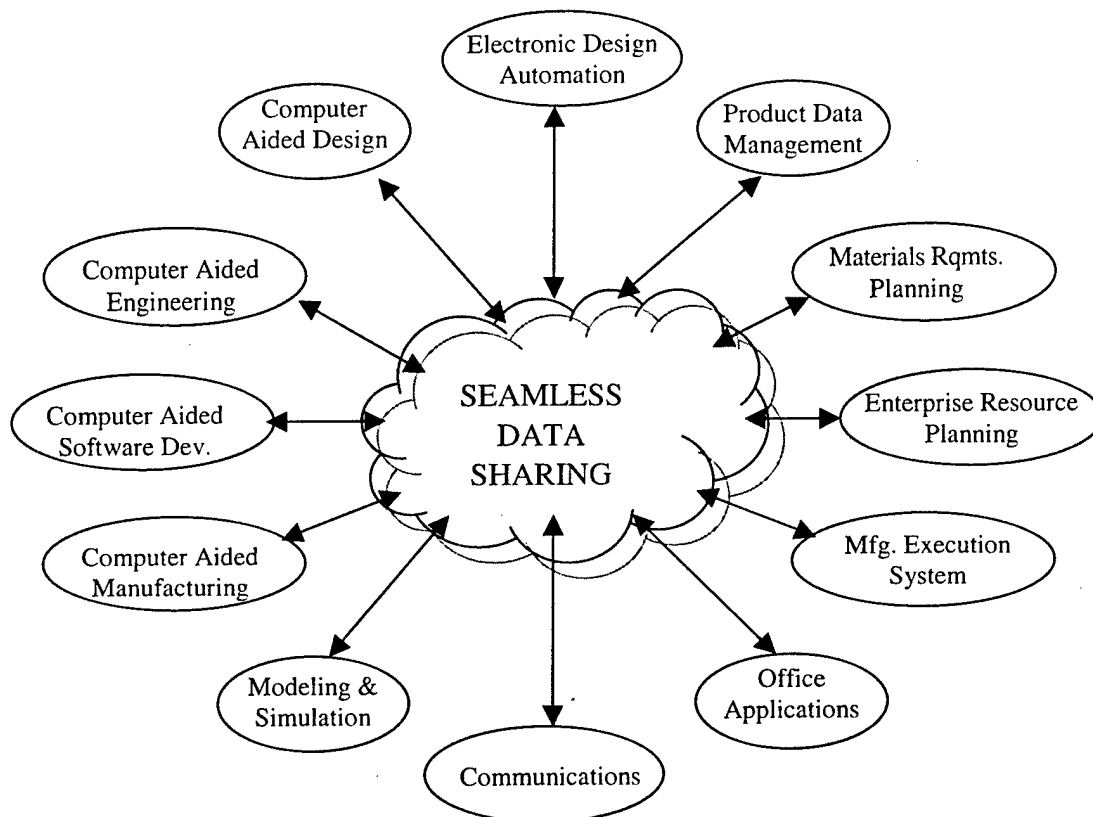 Electronic Design
Automation
Computer
Aided Design
Product Data
Management
Computer Aided
Engineering
Materials Rqmts.
Planning
SEAMLESS
DATA
SHARING
Computer Aided
Software Dev.
Enterprise Resource
Planning
Computer Aided
Manufacturing
Mfg. Execution
System
Modeling &
Simulation
Office
Applications
Communications